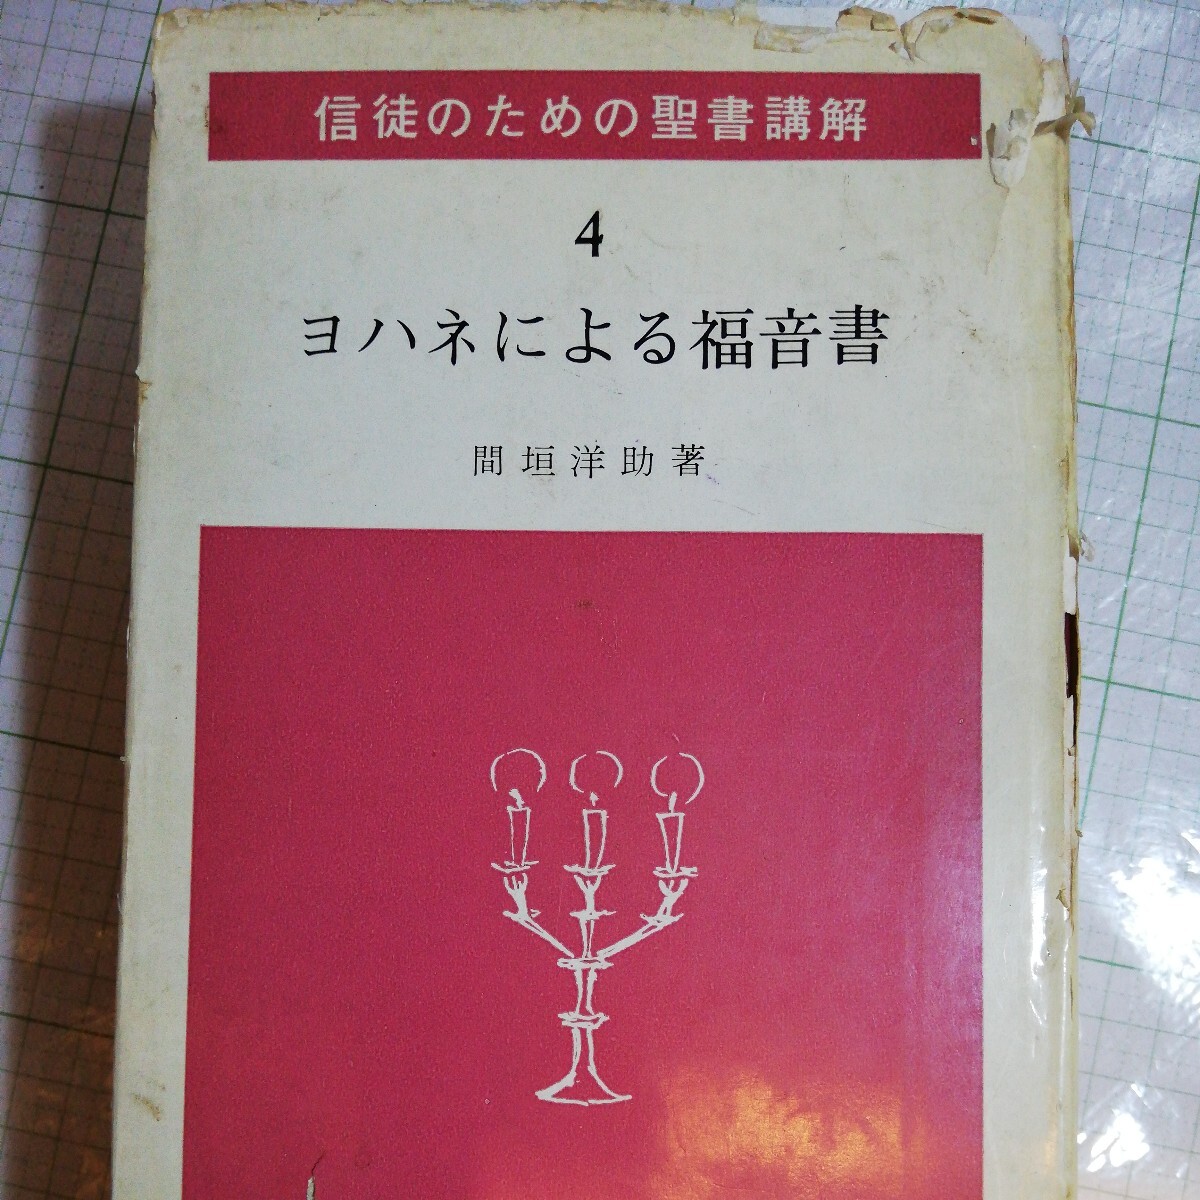 信徒のための聖書講解
4
ヨハネによる福音書
間垣洋助著